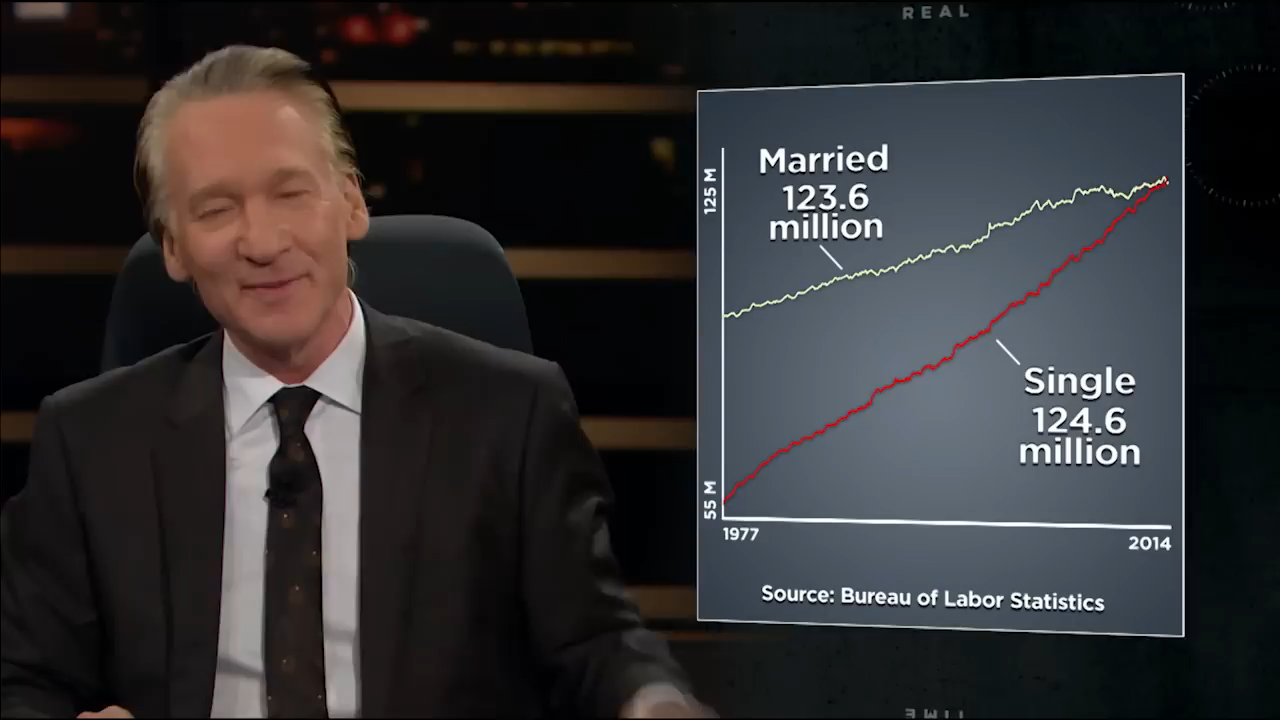 REAL
Married
123.6
million
125 M
Single
124.6
million
55 M
1977
2014
Source: Bureau of Labor Statistics